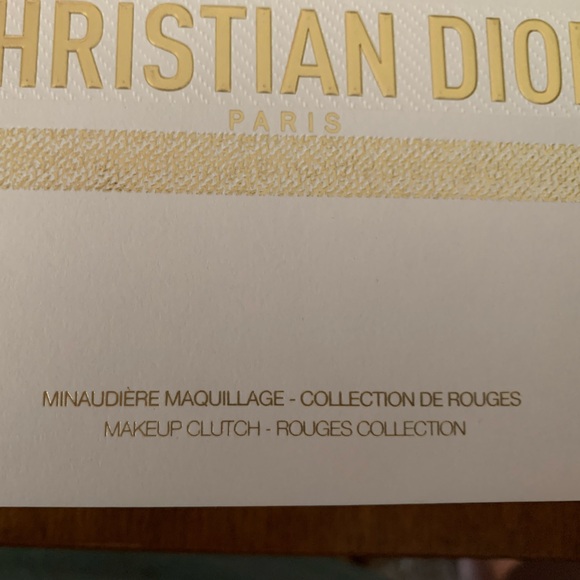 HRISTIAN DIO
PARIS
MINAUDIÈRE MAQUILLAGE - COLLECTION DE ROUGES
MAKEUP CLUTCH - ROUGES COLLECTION